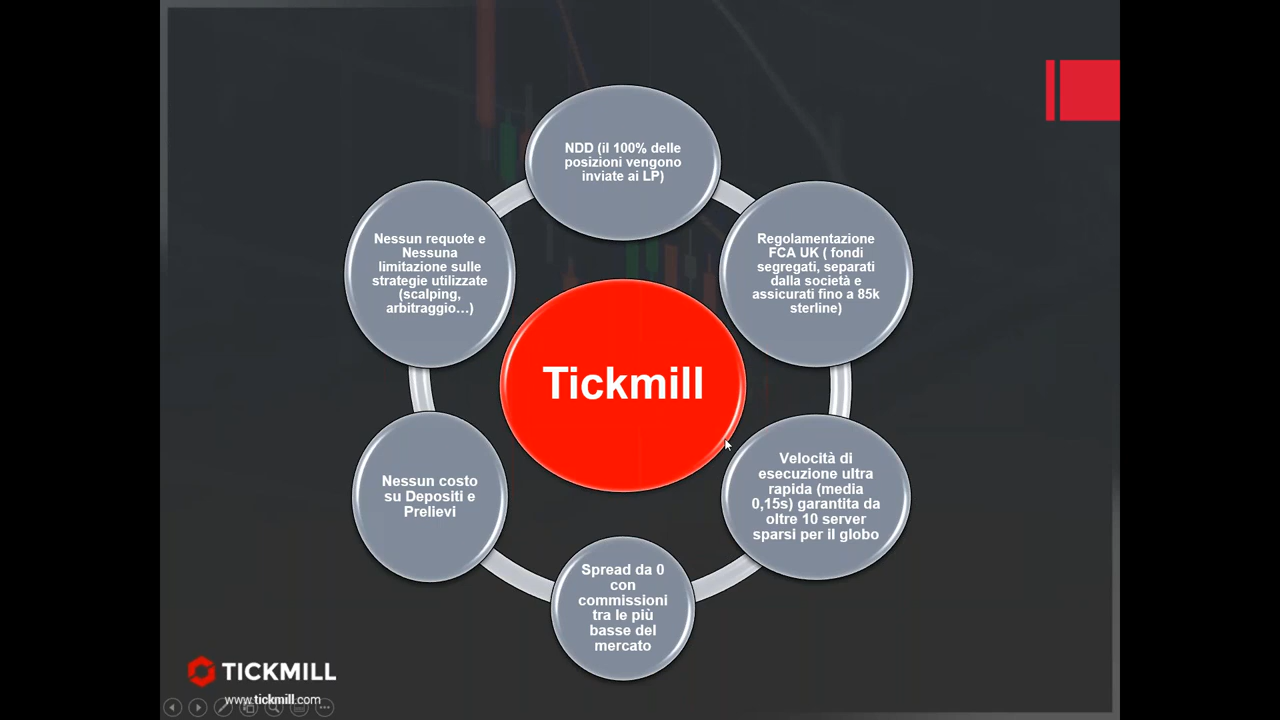 NDD (il 100% delle
posizioni vengono
inviate ai LP)
Regolamentazione
FCA UK ( fondi
segregati, separati
dalla società e
assicurati fino a 85k
sterline)
Velocità di
esecuzione ultra
rapida (media
0,15s) garantita da
oltre 10 server
sparsi per il globo
Spread da 0
con
commissioni
tra le più
basse del
mercato
Nessun costo
su Depositi e
Prelievi
Nessun requote e
Nessuna
limitazione sulle
strategie utilizzate
(scalping,
arbitraggio...)
Tickmill
TICKMILL
www.tickmill.com